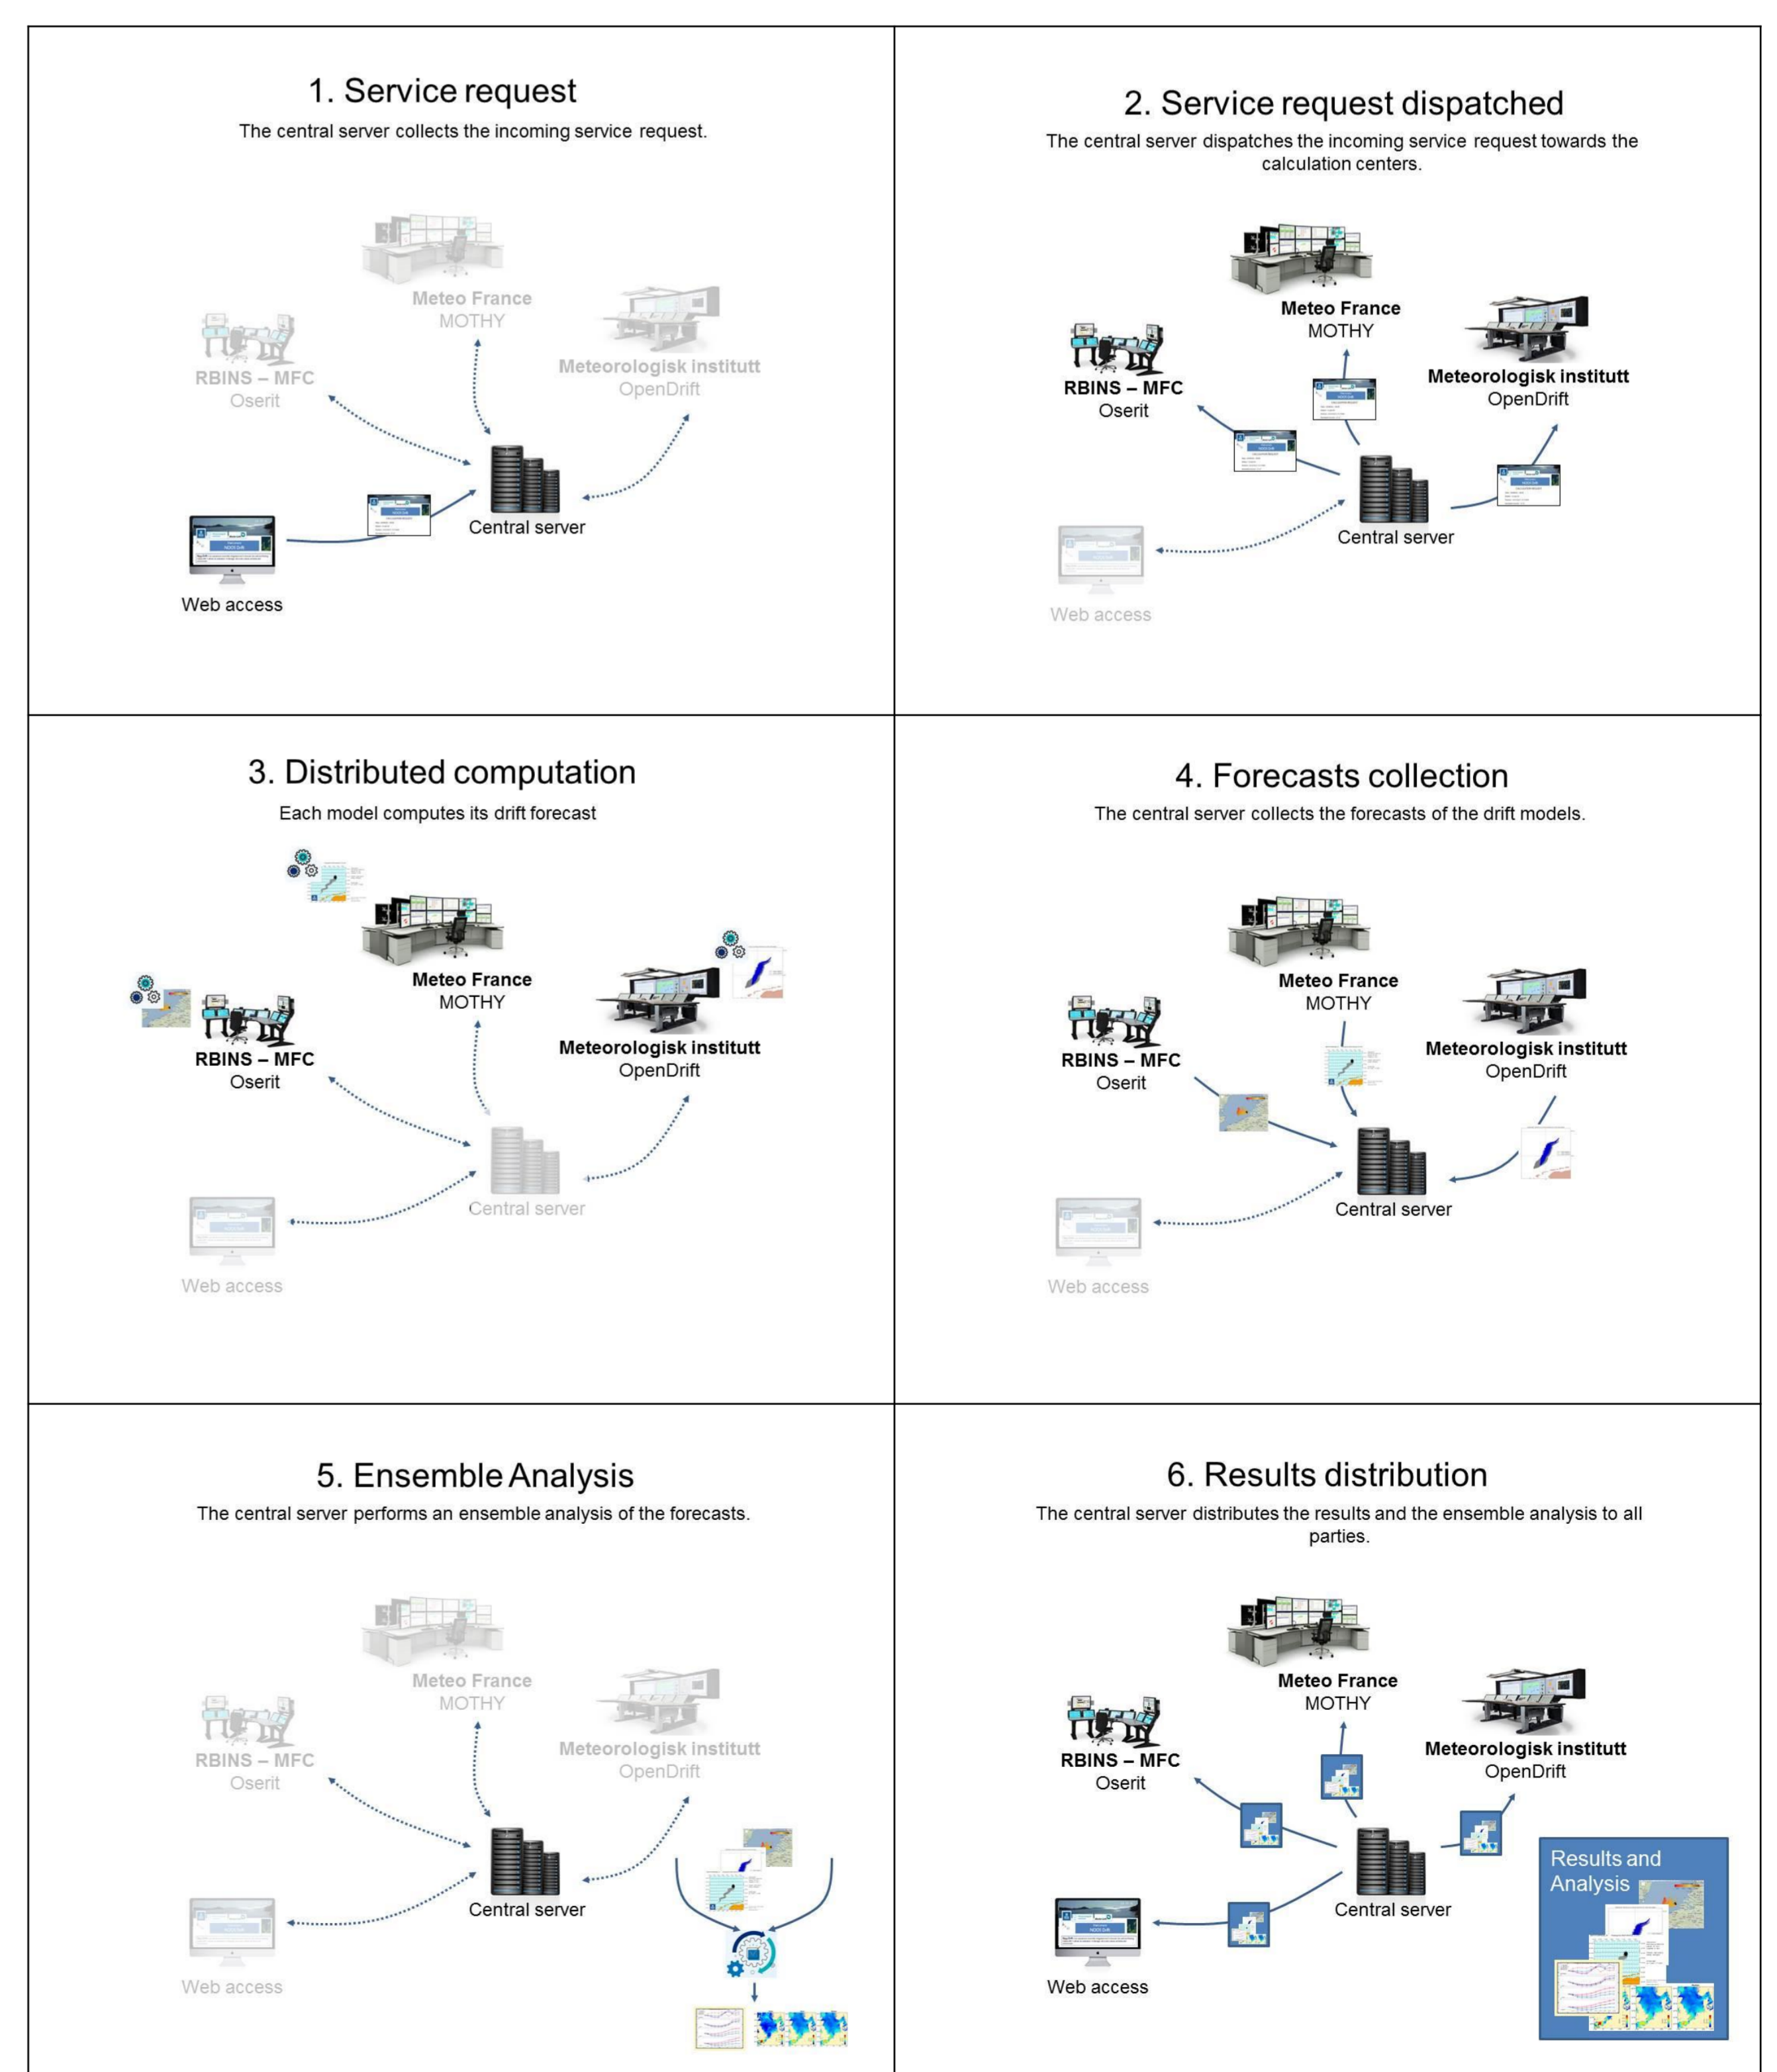 1. Service request
The central server collects the incoming service request.
Meteo France
MOTHY
RBINS – MFC
Oserit
Meteorologisk institutt
OpenDrift
Central server
Web access
2. Service request dispatched
The central server dispatches the incoming service request towards the
calculation centers.
Meteo France
MOTHY
RBINS – MFC
Oserit
Meteorologisk institutt
OpenDrift
Central server
Web access
3. Distributed computation
Each model computes its drift forecast
Meteo France
MOTHY
RBINS – MFC
Oserit
Meteorologisk institutt
OpenDrift
Central server
Web access
4. Forecasts collection
The central server collects the forecasts of the drift models.
Meteo France
MOTHY
RBINS – MFC
Oserit
Meteorologisk institutt
OpenDrift
Central server
Web access
5. Ensemble Analysis
The central server performs an ensemble analysis of the forecasts.
Meteo France
MOTHY
RBINS – MFC
Oserit
Meteorologisk institutt
OpenDrift
Central server
Web access
6. Results distribution
The central server distributes the results and the ensemble analysis to all
parties.
Meteo France
MOTHY
RBINS – MFC
Oserit
Meteorologisk institutt
OpenDrift
Central server
Web access
Results and
Analysis